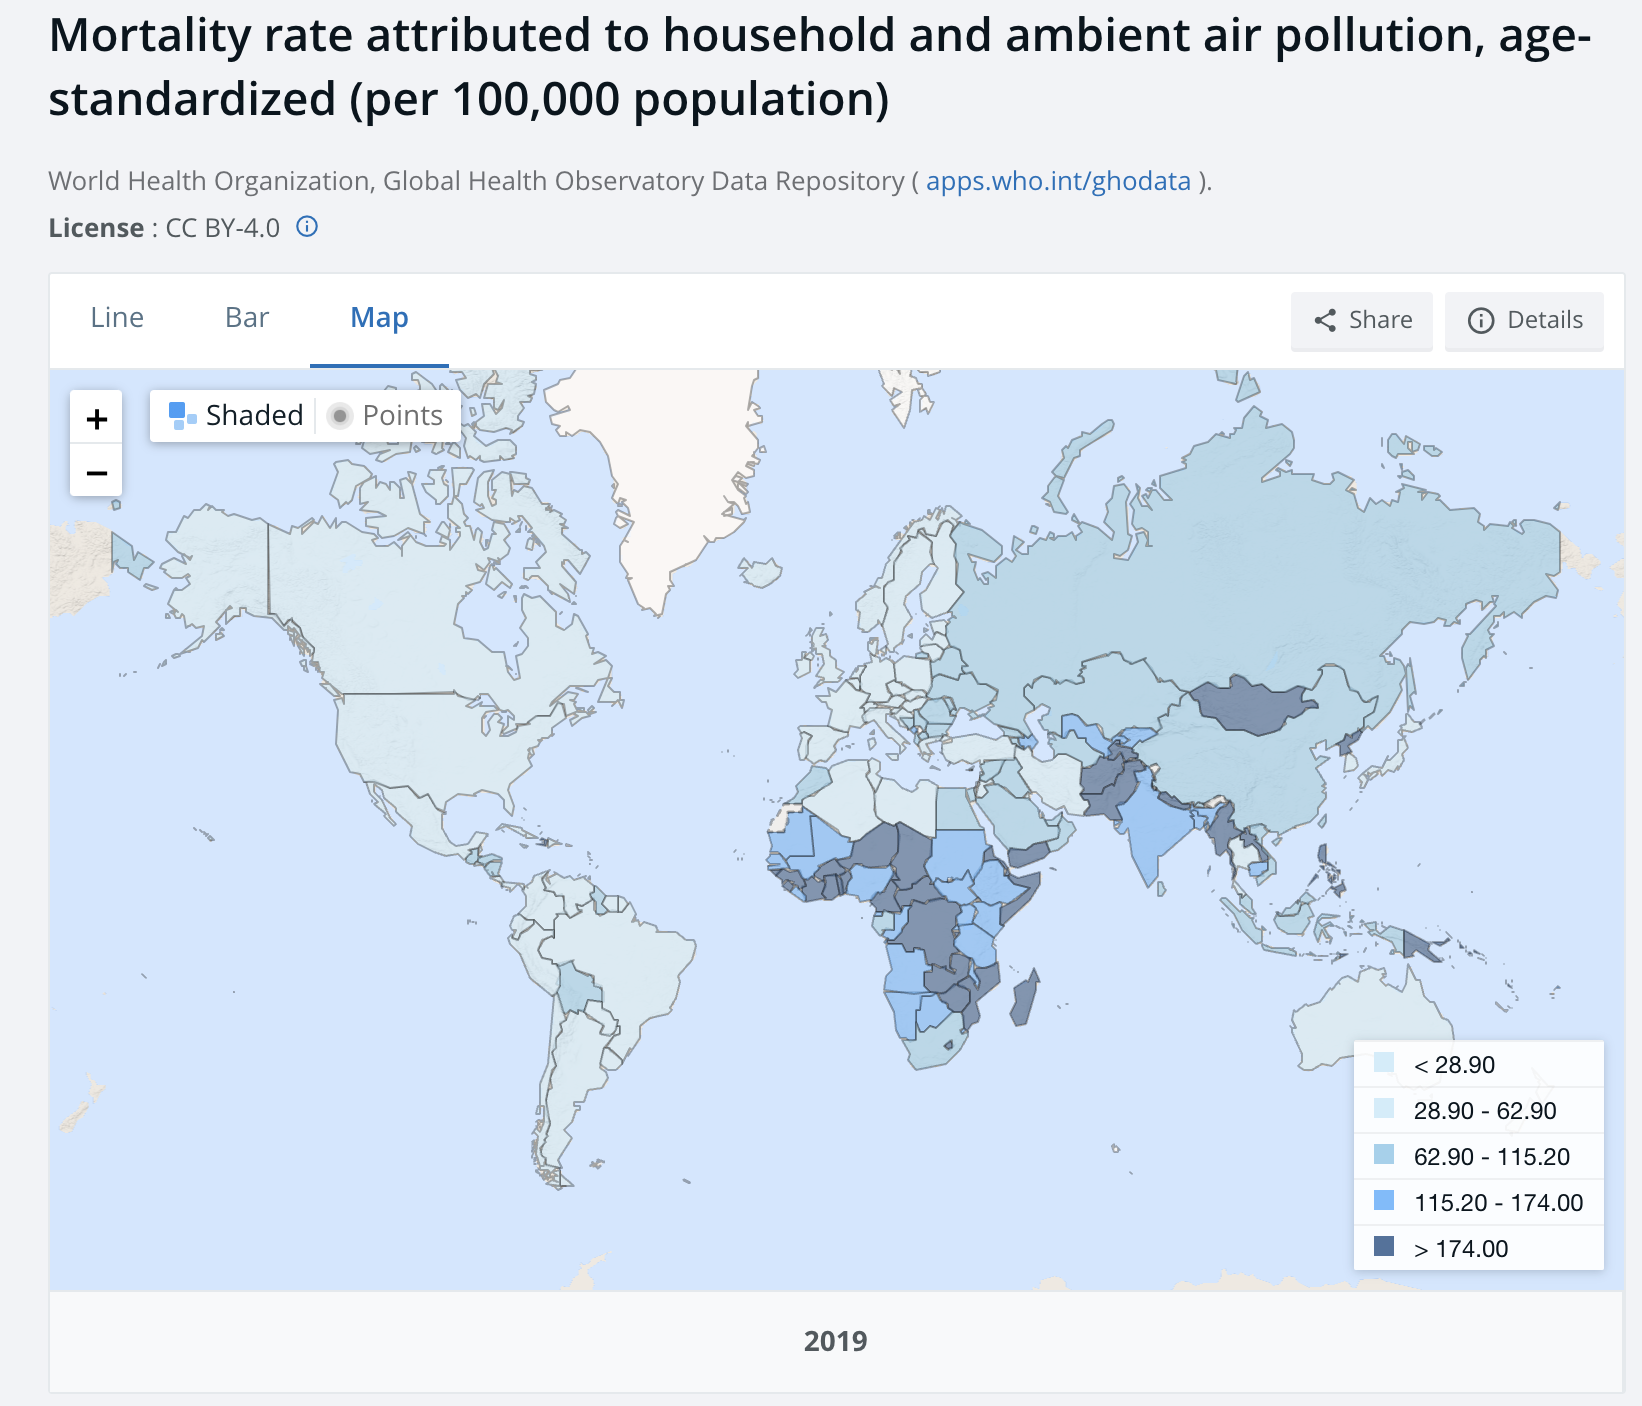 Mortality rate attributed to household and ambient air pollution, age-
standardized (per 100,000 population)
World Health Organization, Global Health Observatory Data Repository ( apps.who.int/ghodata ).
License : CC BY-4.0
Line Bar Map Share Details
+ Shaded Points
−
< 28.90
28.90 - 62.90
62.90 - 115.20
115.20 - 174.00
> 174.00
2019